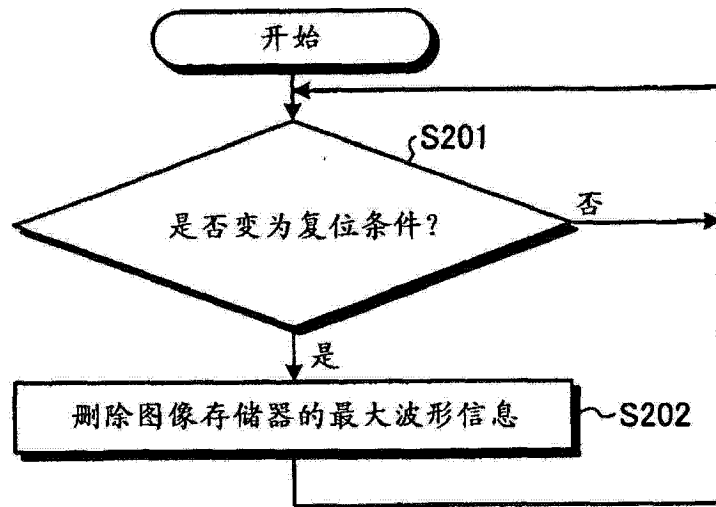 开始
S201
是否变为复位条件?
否
是
删除图像存储器的最大波形信息
S202